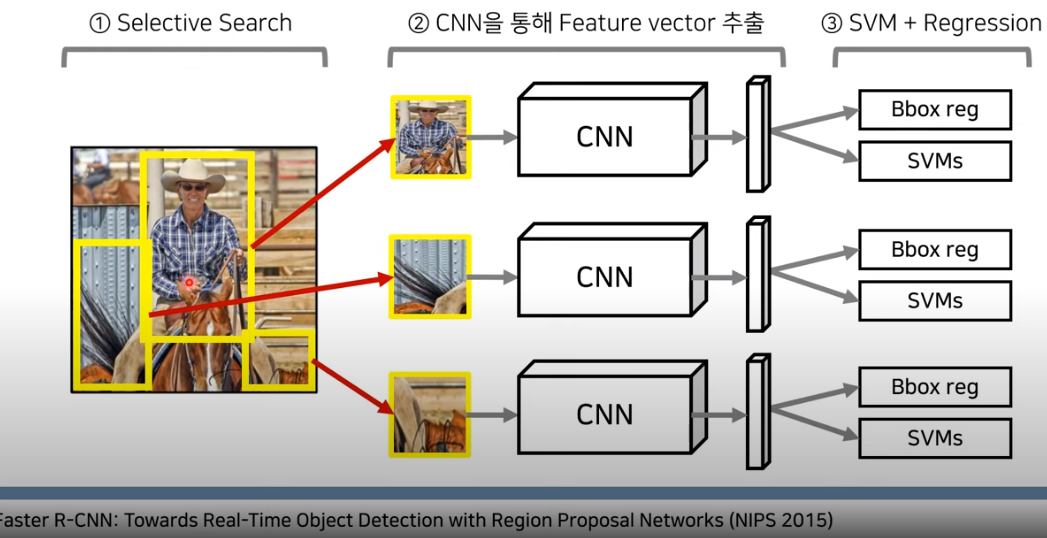 ① Selective Search
② CNN을 통해 Feature vector 추출
③ SVM + Regression
CNN
Bbox reg
SVMs
CNN
Bbox reg
SVMs
CNN
Bbox reg
SVMs
Faster R-CNN: Towards Real-Time Object Detection with Region Proposal Networks (NIPS 2015)